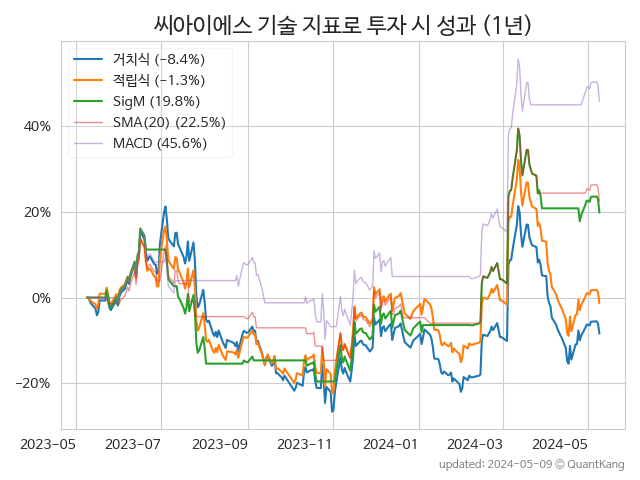 씨아이에스 기술 지표로 투자 시 성과 (1년)
거치식 (−8.4%)
적립식 (−1.3%)
SigM (19.8%)
SMA(20) (22.5%)
MACD (45.6%)
40%
20%
0%
−20%
2023-05 2023-07 2023-09 2023-11 2024-01 2024-03 2024-05
updated: 2024-05-09 © QuantKang